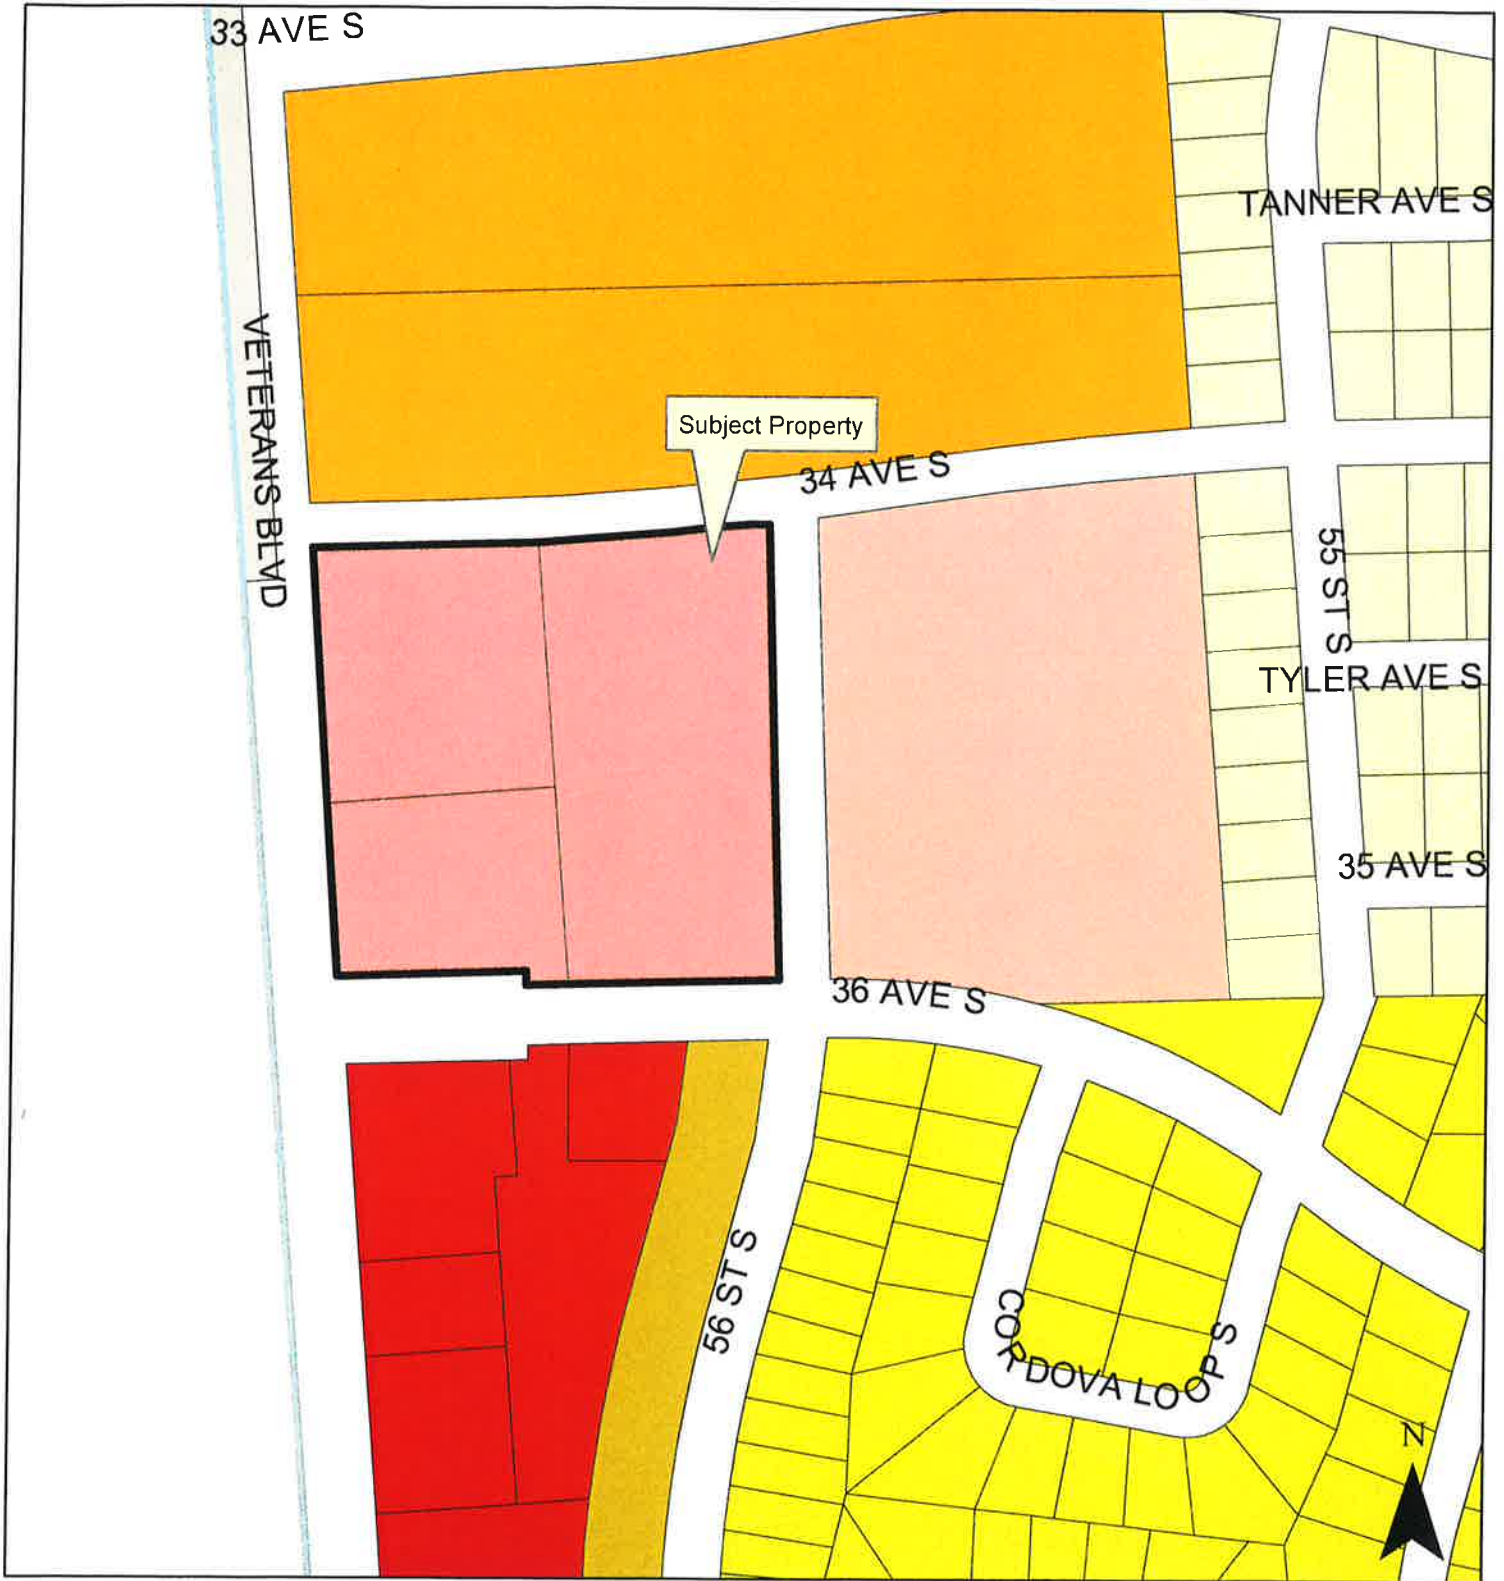 33 AVE S
TANNER AVE S
VETERANS BLVD
Subject Property
34 AVE S
55 ST S
TYLER AVE S
35 AVE S
36 AVE S
56 ST S
CORDOVA LOOP S
N